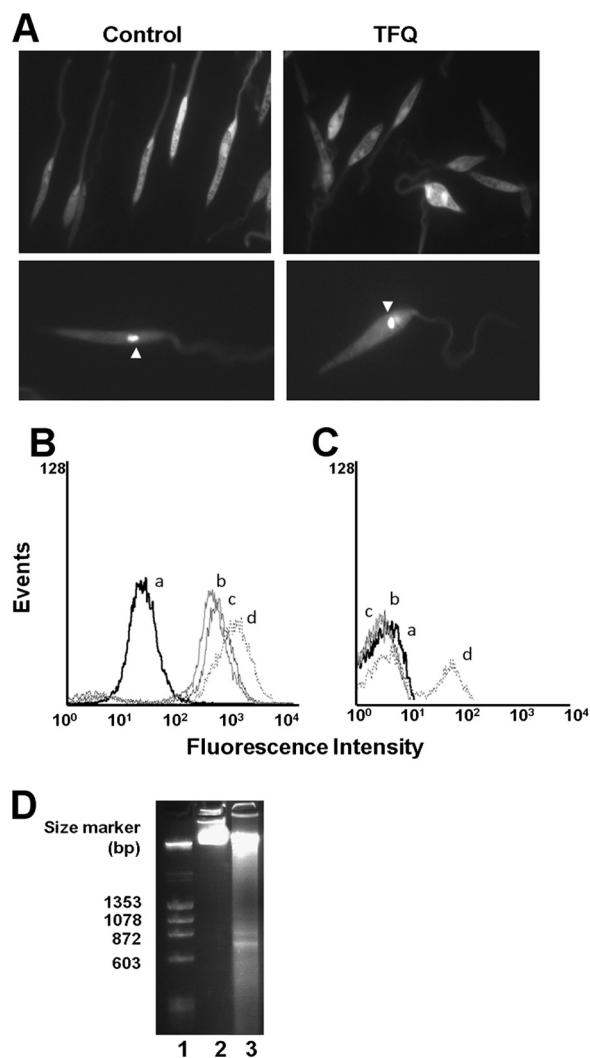 A
Control
TFQ
B
C
128
128
a
b
c
d
c
b
a
d
Events
10⁰ 10¹ 10² 10³ 10⁴
10⁰ 10¹ 10² 10³ 10⁴
Fluorescence Intensity
D
Size marker
(bp)
1353
1078
872
603
1 2 3